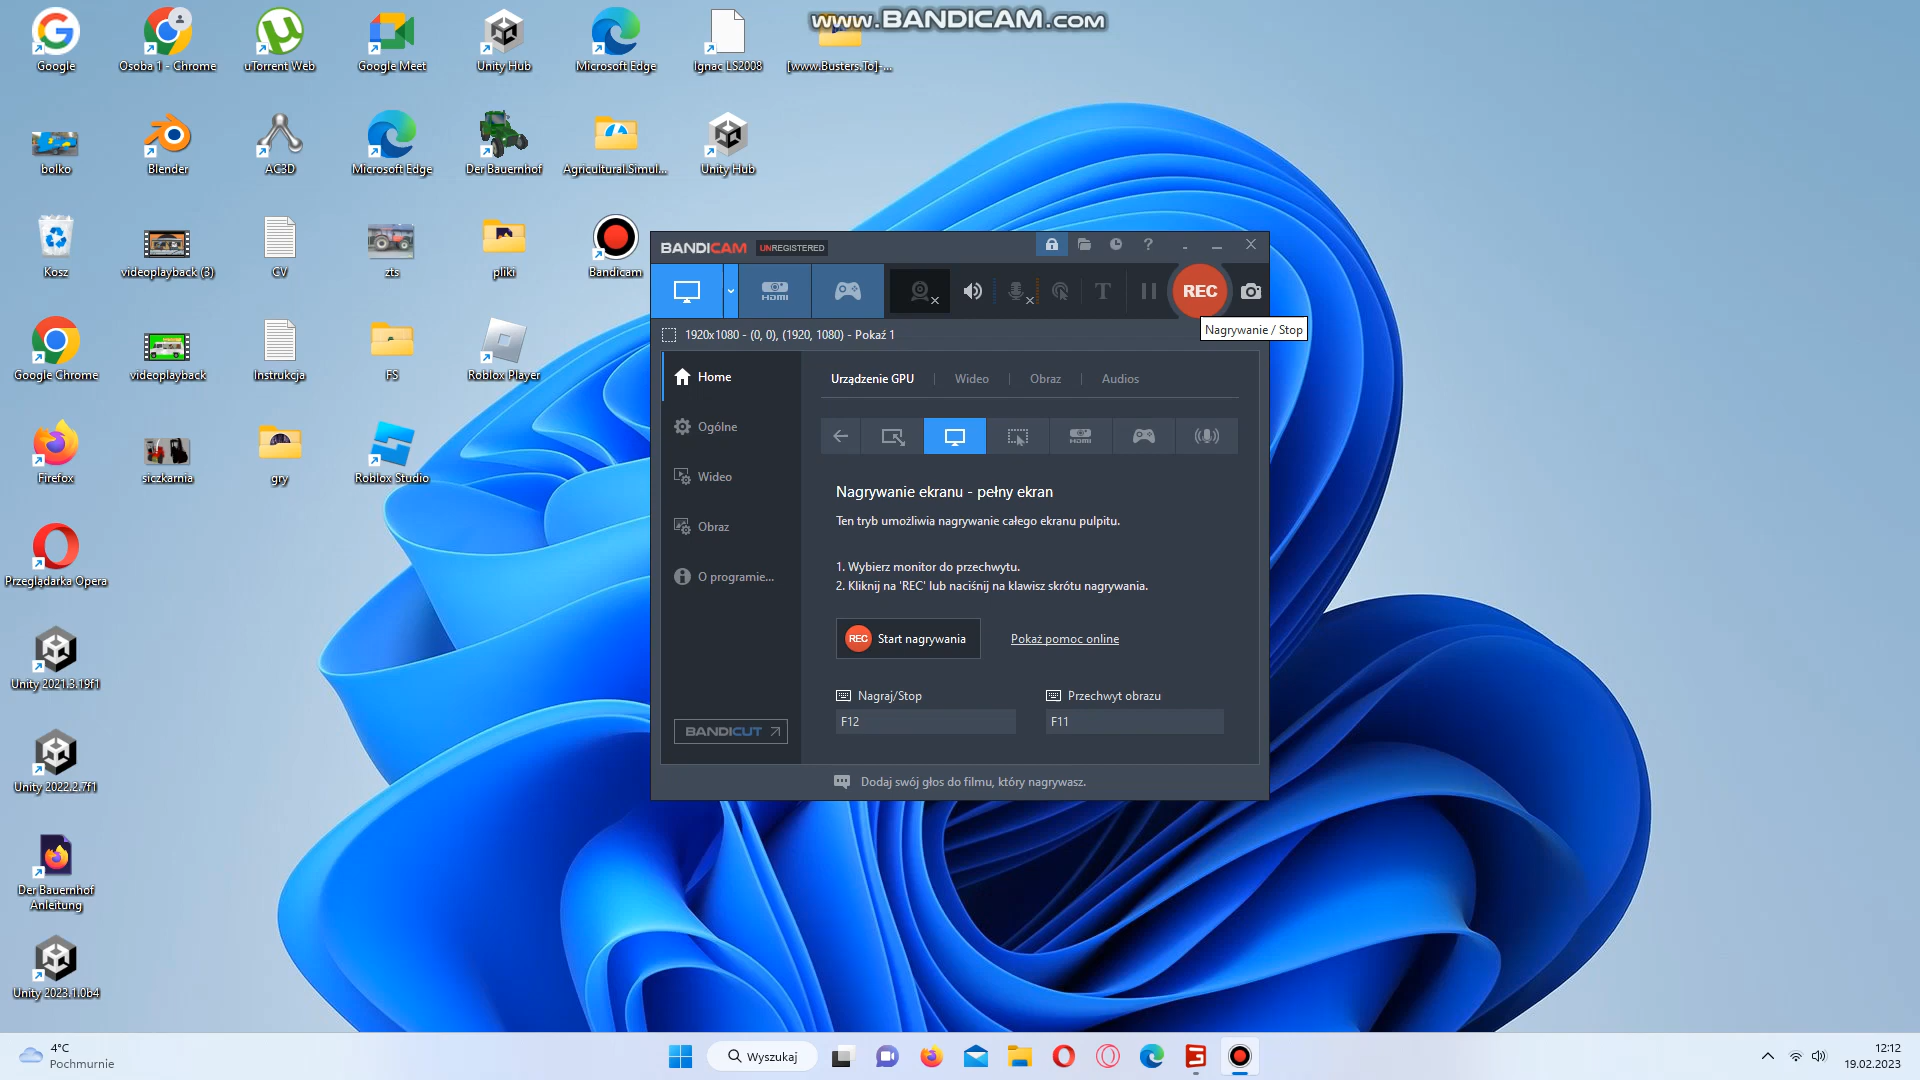 www.BANDICAM.com
Google
Osoba 1 - Chrome
uTorrent Web
Google Meet
Unity Hub
Microsoft Edge
Ignac LS2008
[www.Busters.To]-...
bolko
Blender
AC3D
Microsoft Edge
Der Bauernhof
Agricultural.Simul...
Unity Hub
Kosz
videoplayback (3)
CV
zts
pliki
Bandicam
Google Chrome
videoplayback
Instrukcja
FS
Roblox Player
Firefox
siczkarnia
gry
Roblox Studio
Przeglądarka Opera
Unity 2021.3.19f1
Unity 2022.2.7f1
Der Bauernhof
Anleitung
Unity 2023.1.0b4
BANDICAM UNREGISTERED
HDMI
T
REC
Nagrywanie / Stop
1920x1080 - (0, 0), (1920, 1080) - Pokaż 1
Home
Ogólne
Wideo
Obraz
O programie...
BANDICUT
Urządzenie GPU
Wideo
Obraz
Audios
HDMI
Nagrywanie ekranu - pełny ekran
Ten tryb umożliwia nagrywanie całego ekranu pulpitu.
1. Wybierz monitor do przechwytu.
2. Kliknij na 'REC' lub naciśnij na klawisz skrótu nagrywania.
REC Start nagrywania
Pokaż pomoc online
Nagraj/Stop
Przechwyt obrazu
F12
F11
Dodaj swój głos do filmu, który nagrywasz.
4°C
Pochmurnie
Wyszukaj
12:12
19.02.2023